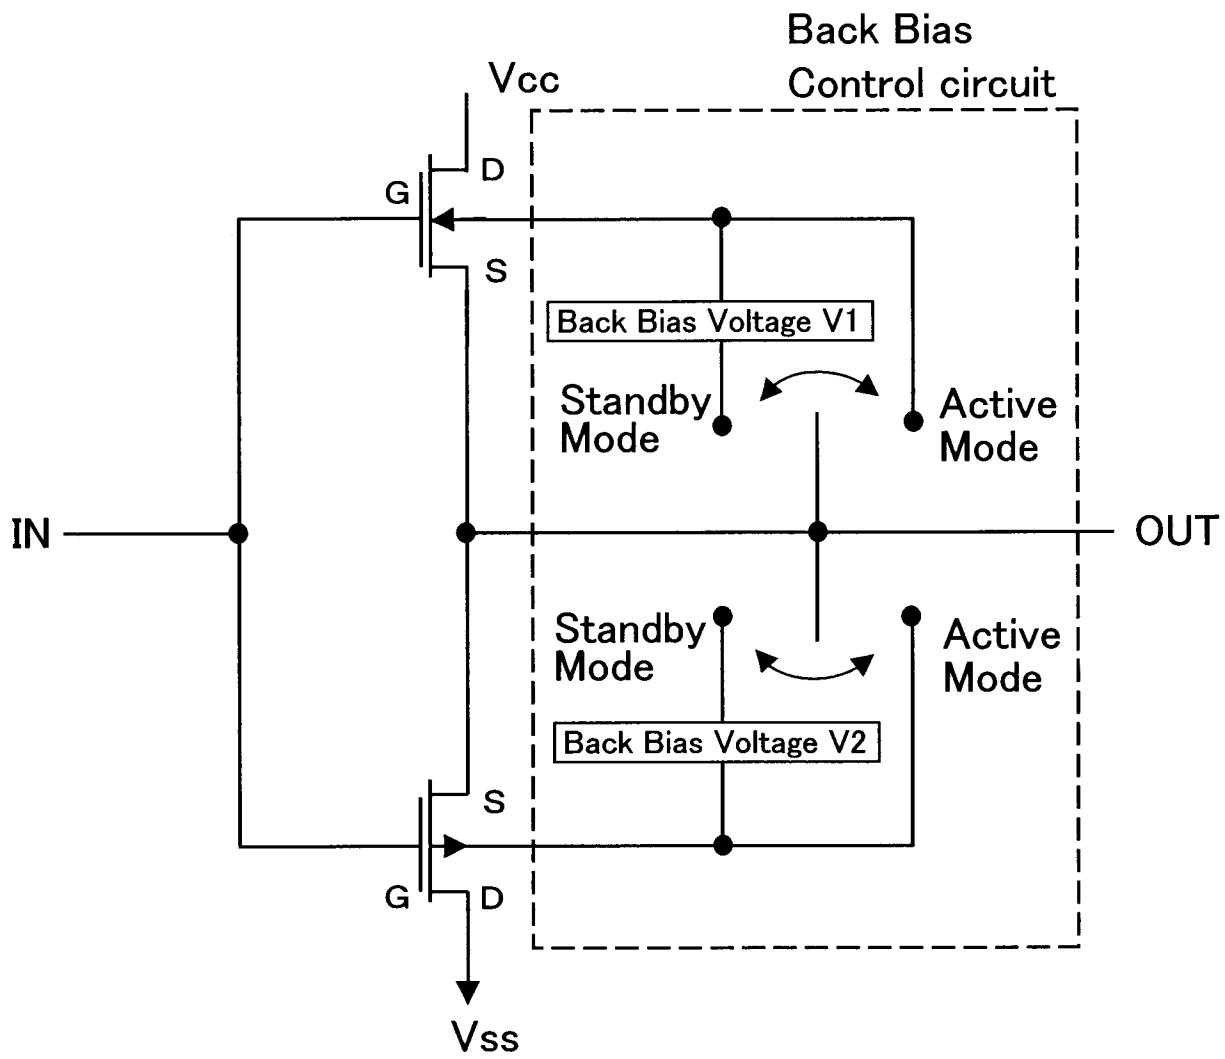 Back Bias
Control circuit
Vcc
D
G
S
Back Bias Voltage V1
Standby
Mode
Active
Mode
IN
OUT
Standby
Mode
Active
Mode
Back Bias Voltage V2
S
G
D
Vss